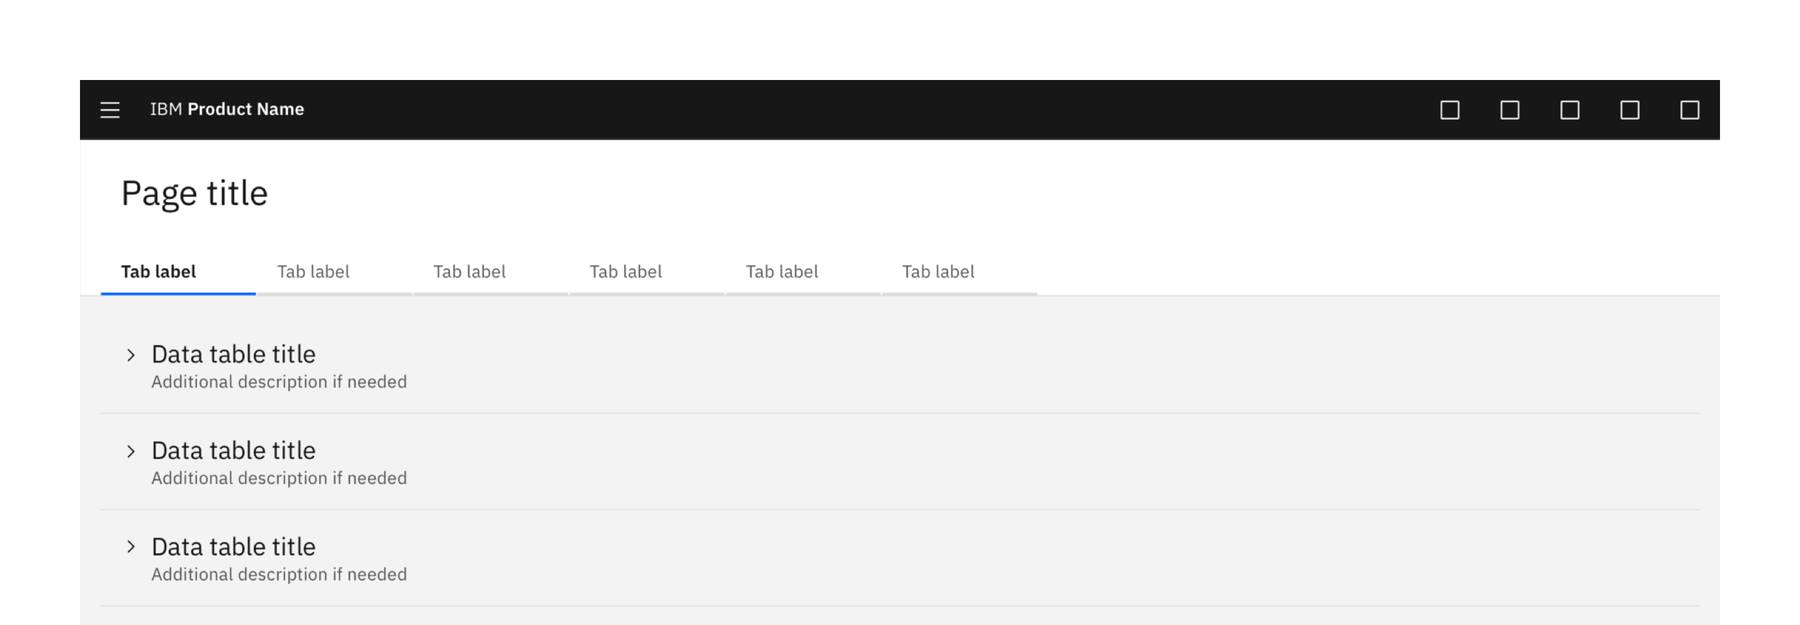 IBM Product Name
Page title
Tab label Tab label Tab label Tab label Tab label Tab label
Data table title
Additional description if needed
Data table title
Additional description if needed
Data table title
Additional description if needed